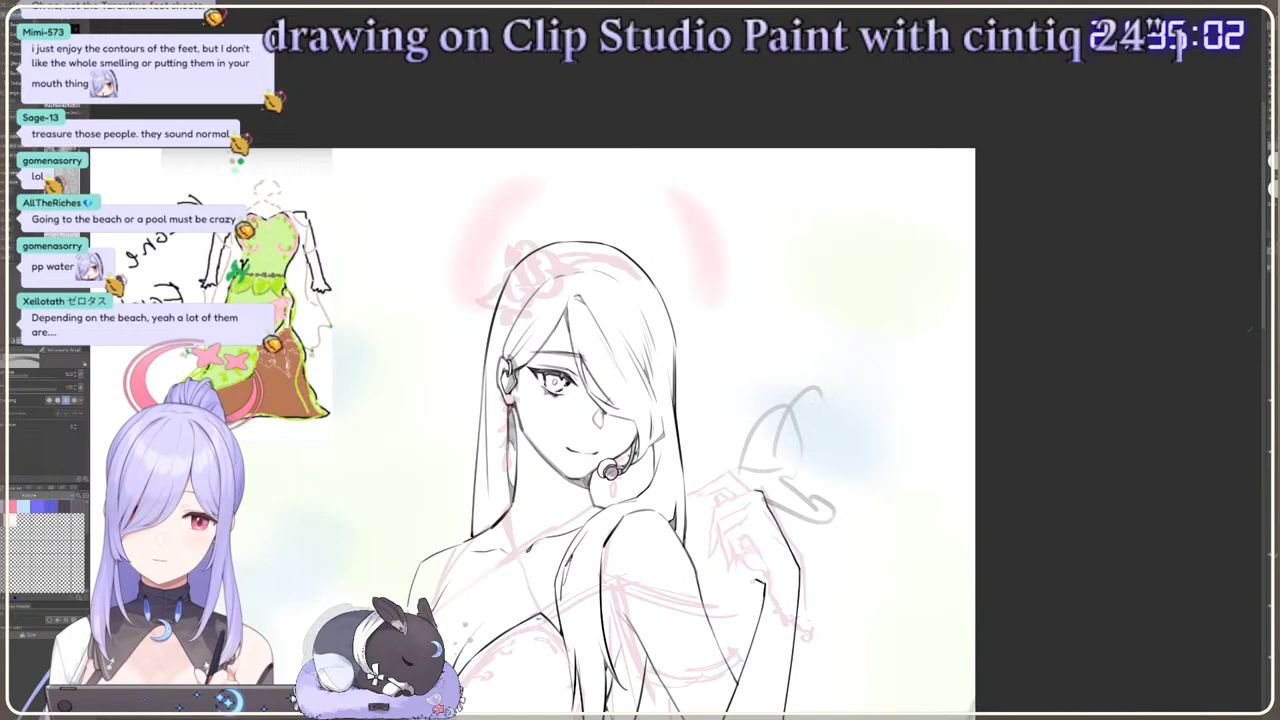 drawing on Clip Studio Paint with cintiq 24"
35:02
Mimi-573
i just enjoy the contours of the feet, but I don't
like the whole smelling or putting them in your
mouth thing
Sage-13
treasure those people. they sound normal
gomenasorry
lol
AllTheRiches
Going to the beach or a pool must be crazy
gomenasorry
pp water
Xellotath ゼロタス
Depending on the beach, yeah a lot of them
are....